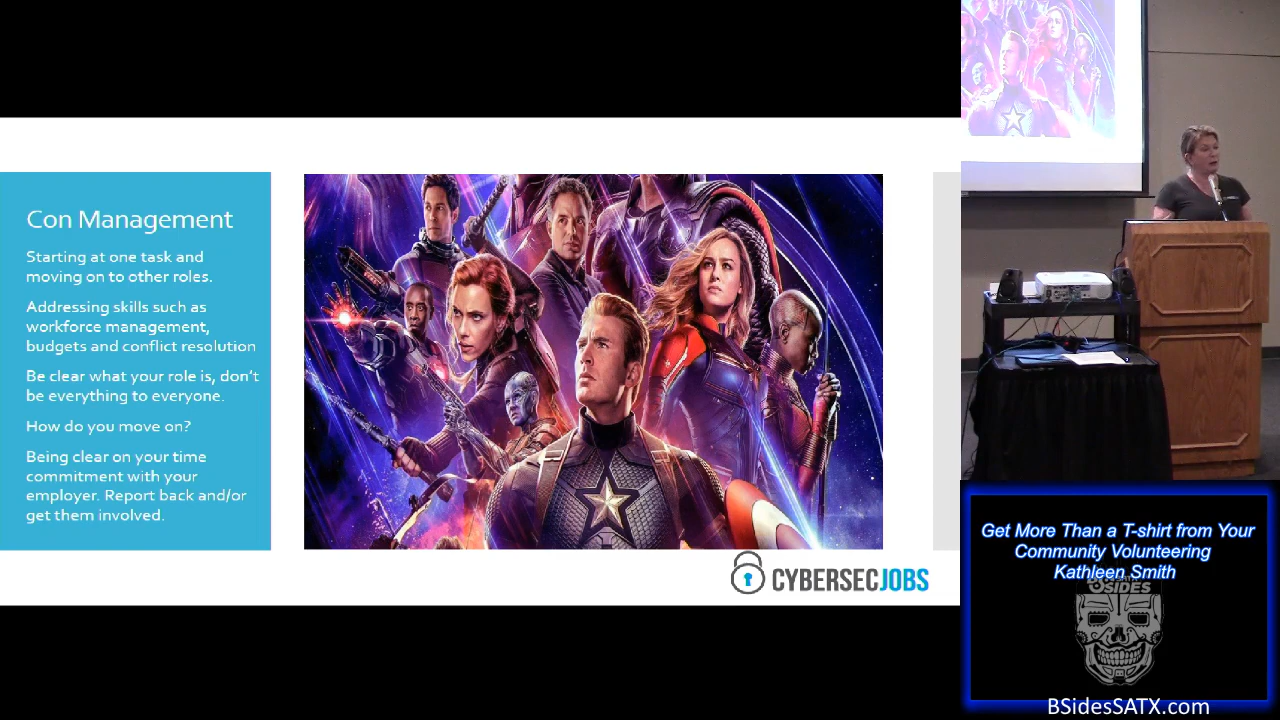 Con Management
Starting at one task and
moving on to other roles.
Addressing skills such as
workforce management,
budgets and conflict resolution
Be clear what your role is, don't
be everything to everyone.
How do you move on?
Being clear on your time
commitment with your
employer. Report back and/or
get them involved.
CYBERSECJOBS
Get More Than a T-shirt from Your
Community Volunteering
Kathleen Smith
BSIDES
BSidesSATX.com